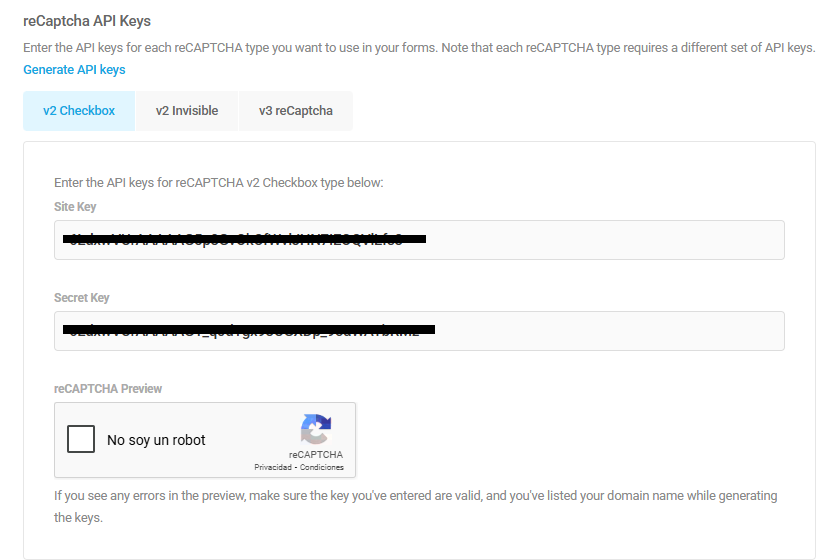 reCaptcha API Keys
Enter the API keys for each reCAPTCHA type you want to use in your forms. Note that each reCAPTCHA type requires a different set of API keys.
Generate API keys
v2 Checkbox
v2 Invisible
v3 reCaptcha
Enter the API keys for reCAPTCHA v2 Checkbox type below:
Site Key
Secret Key
reCAPTCHA Preview
No soy un robot
reCAPTCHA
Privacidad - Condiciones
If you see any errors in the preview, make sure the key you've entered are valid, and you've listed your domain name while generating
the keys.